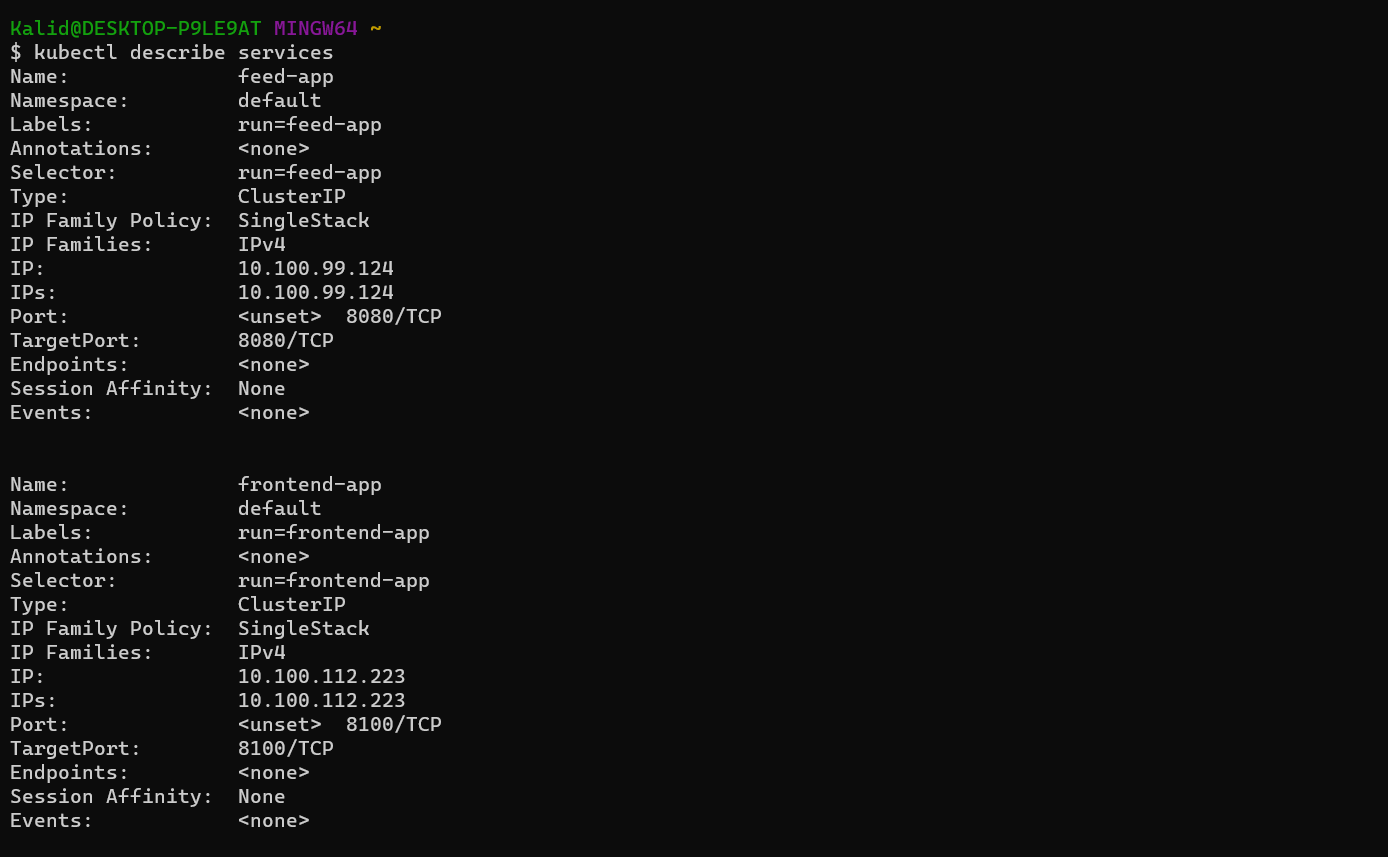 Kalid@DESKTOP-P9LE9AT MINGW64 ~
$ kubectl describe services
Name:              feed-app
Namespace:         default
Labels:            run=feed-app
Annotations:       <none>
Selector:          run=feed-app
Type:              ClusterIP
IP Family Policy:  SingleStack
IP Families:       IPv4
IP:                10.100.99.124
IPs:               10.100.99.124
Port:              <unset>  8080/TCP
TargetPort:        8080/TCP
Endpoints:         <none>
Session Affinity:  None
Events:            <none>

Name:              frontend-app
Namespace:         default
Labels:            run=frontend-app
Annotations:       <none>
Selector:          run=frontend-app
Type:              ClusterIP
IP Family Policy:  SingleStack
IP Families:       IPv4
IP:                10.100.112.223
IPs:               10.100.112.223
Port:              <unset>  8100/TCP
TargetPort:        8100/TCP
Endpoints:         <none>
Session Affinity:  None
Events:            <none>